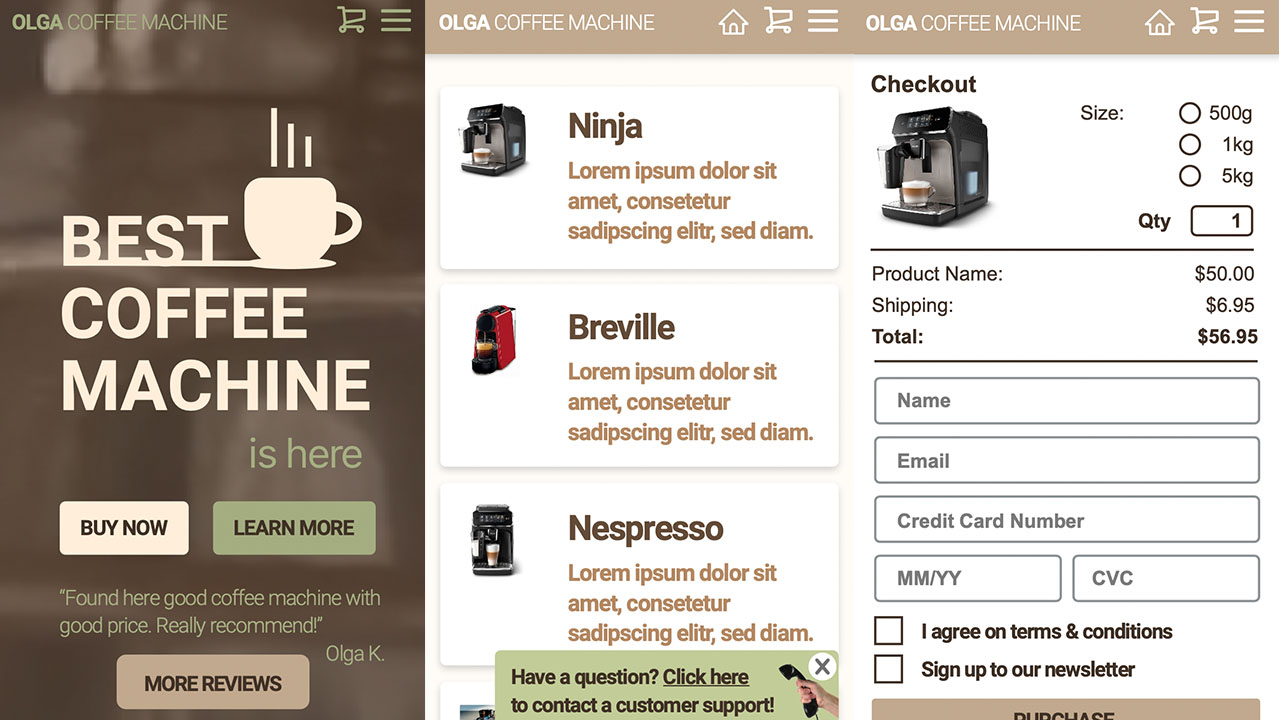 OLGA COFFEE MACHINE
BEST
COFFEE
MACHINE
is here
BUY NOW
LEARN MORE
“Found here good coffee machine with
good price. Really recommend!”
Olga K.
MORE REVIEWS
OLGA COFFEE MACHINE
Ninja
Lorem ipsum dolor sit
amet, consetetur
sadipscing elitr, sed diam.
Breville
Lorem ipsum dolor sit
amet, consetetur
sadipscing elitr, sed diam.
Nespresso
Lorem ipsum dolor sit
amet, consetetur
sadipscing elitr, sed diam.
Have a question? Click here
to contact a customer support!
OLGA COFFEE MACHINE
Checkout
Size:
500g
1kg
5kg
Qty 1
Product Name: $50.00
Shipping: $6.95
Total: $56.95
Name
Email
Credit Card Number
MM/YY
CVC
I agree on terms & conditions
Sign up to our newsletter
PURCHASE